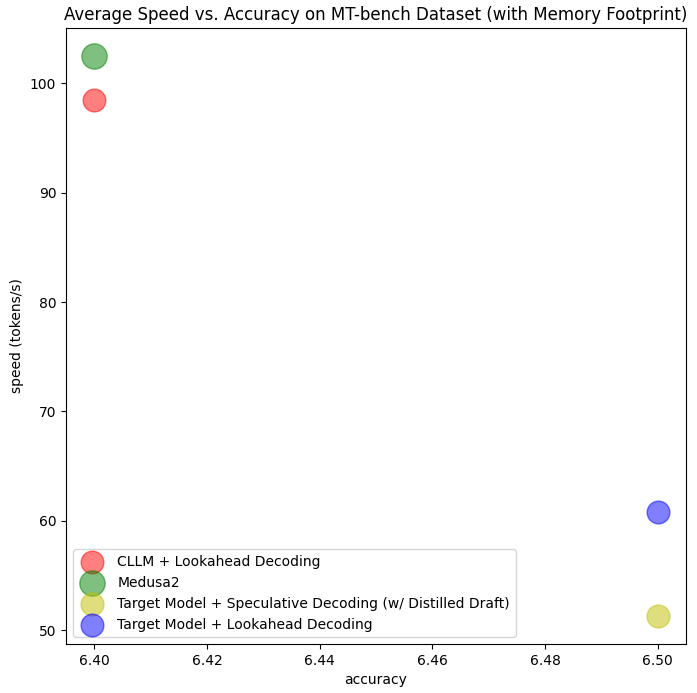 Average Speed vs. Accuracy on MT-bench Dataset (with Memory Footprint)
speed (tokens/s)
100
90
80
70
60
50
CLLM + Lookahead Decoding
Medusa2
Target Model + Speculative Decoding (w/ Distilled Draft)
Target Model + Lookahead Decoding
6.40 6.42 6.44 6.46 6.48 6.50
accuracy